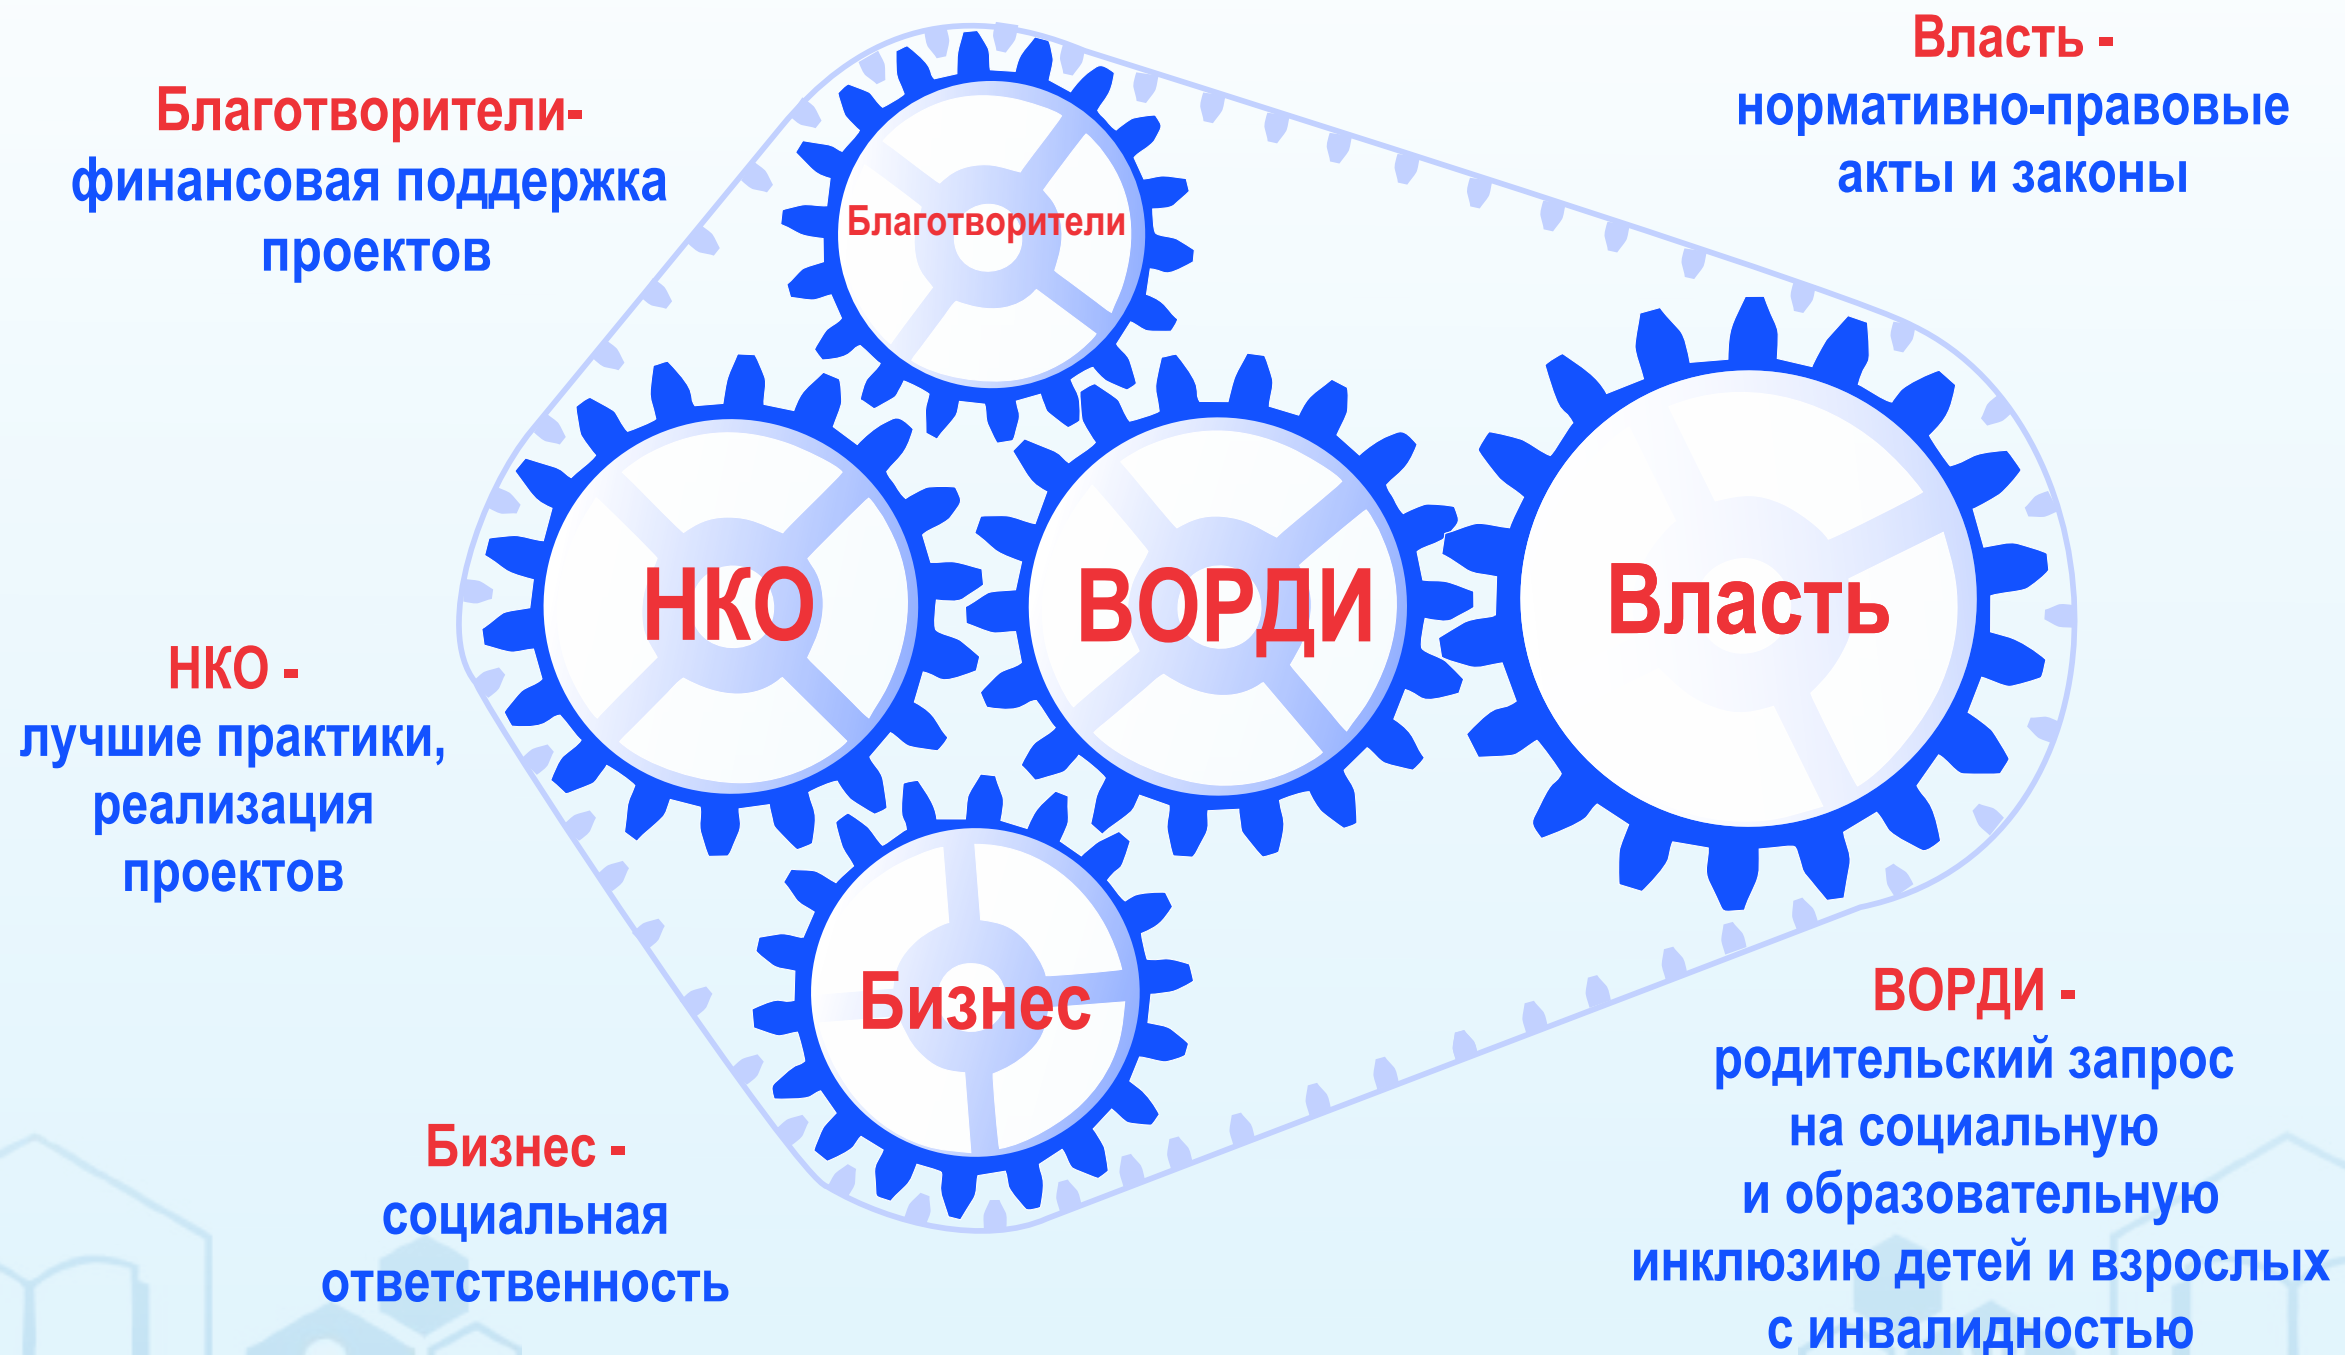 Благотворители-
финансовая поддержка
проектов
Власть -
нормативно-правовые
акты и законы
Благотворители
НКО
ВОРДИ
Власть
Бизнес
НКО -
лучшие практики,
реализация
проектов
Бизнес -
социальная
ответственность
ВОРДИ -
родительский запрос
на социальную
и образовательную
инклюзию детей и взрослых
с инвалидностью